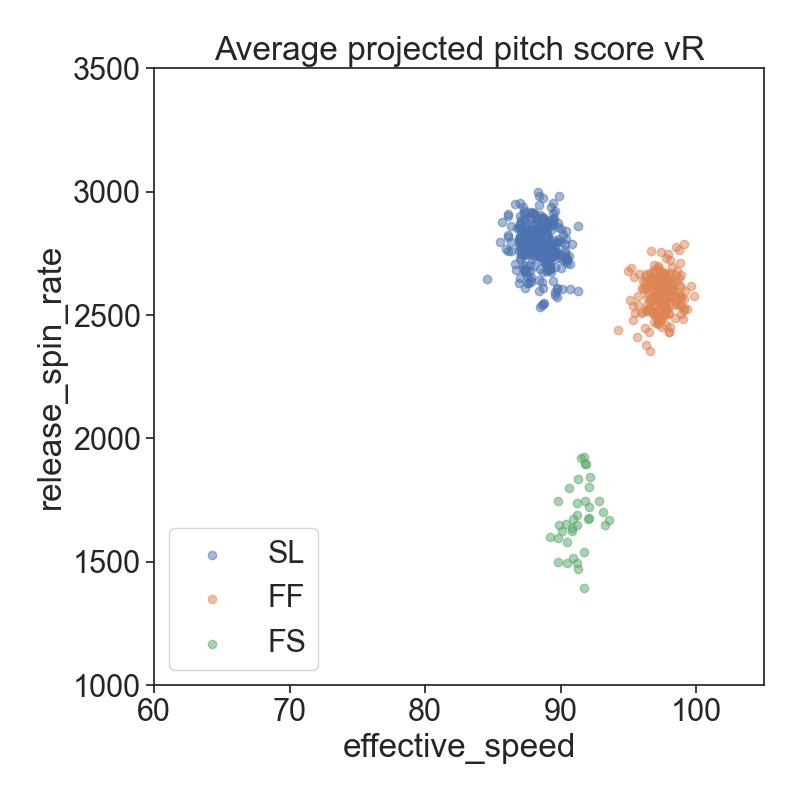 Average projected pitch score vR
3500
3000
2500
2000
1500
1000
release_spin_rate
SL
FF
FS
60
70
80
90
100
effective_speed